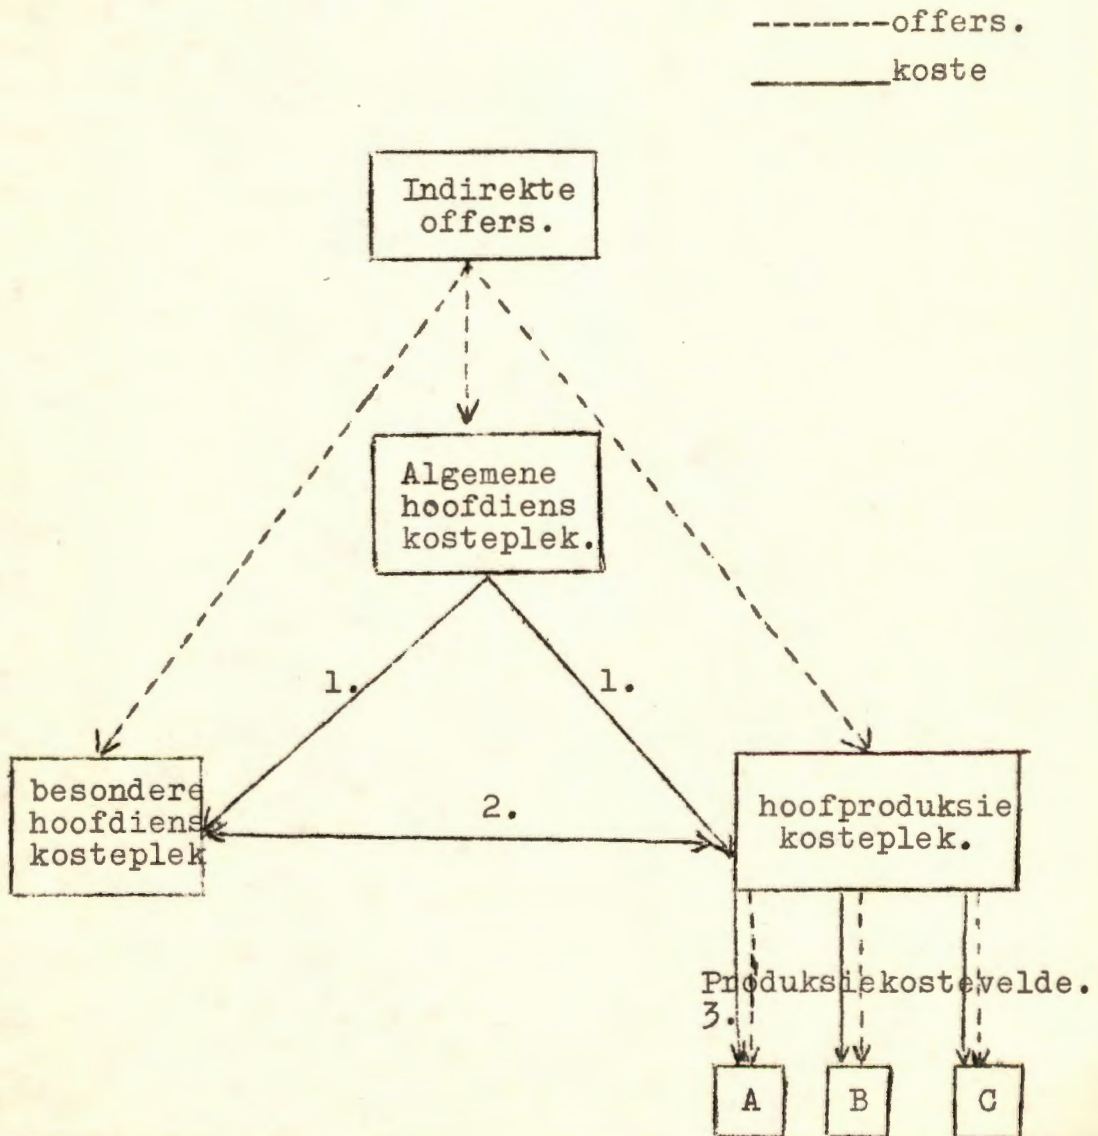 -------offers.
_______koste
Indirekte
offers.
Algemene
hoofdiens
kosteplek.
1.
1.
besondere
hoofdiens
kosteplek
2.
hoofproduksie
kosteplek.
Produksiekostevelde.
3.
A
B
C